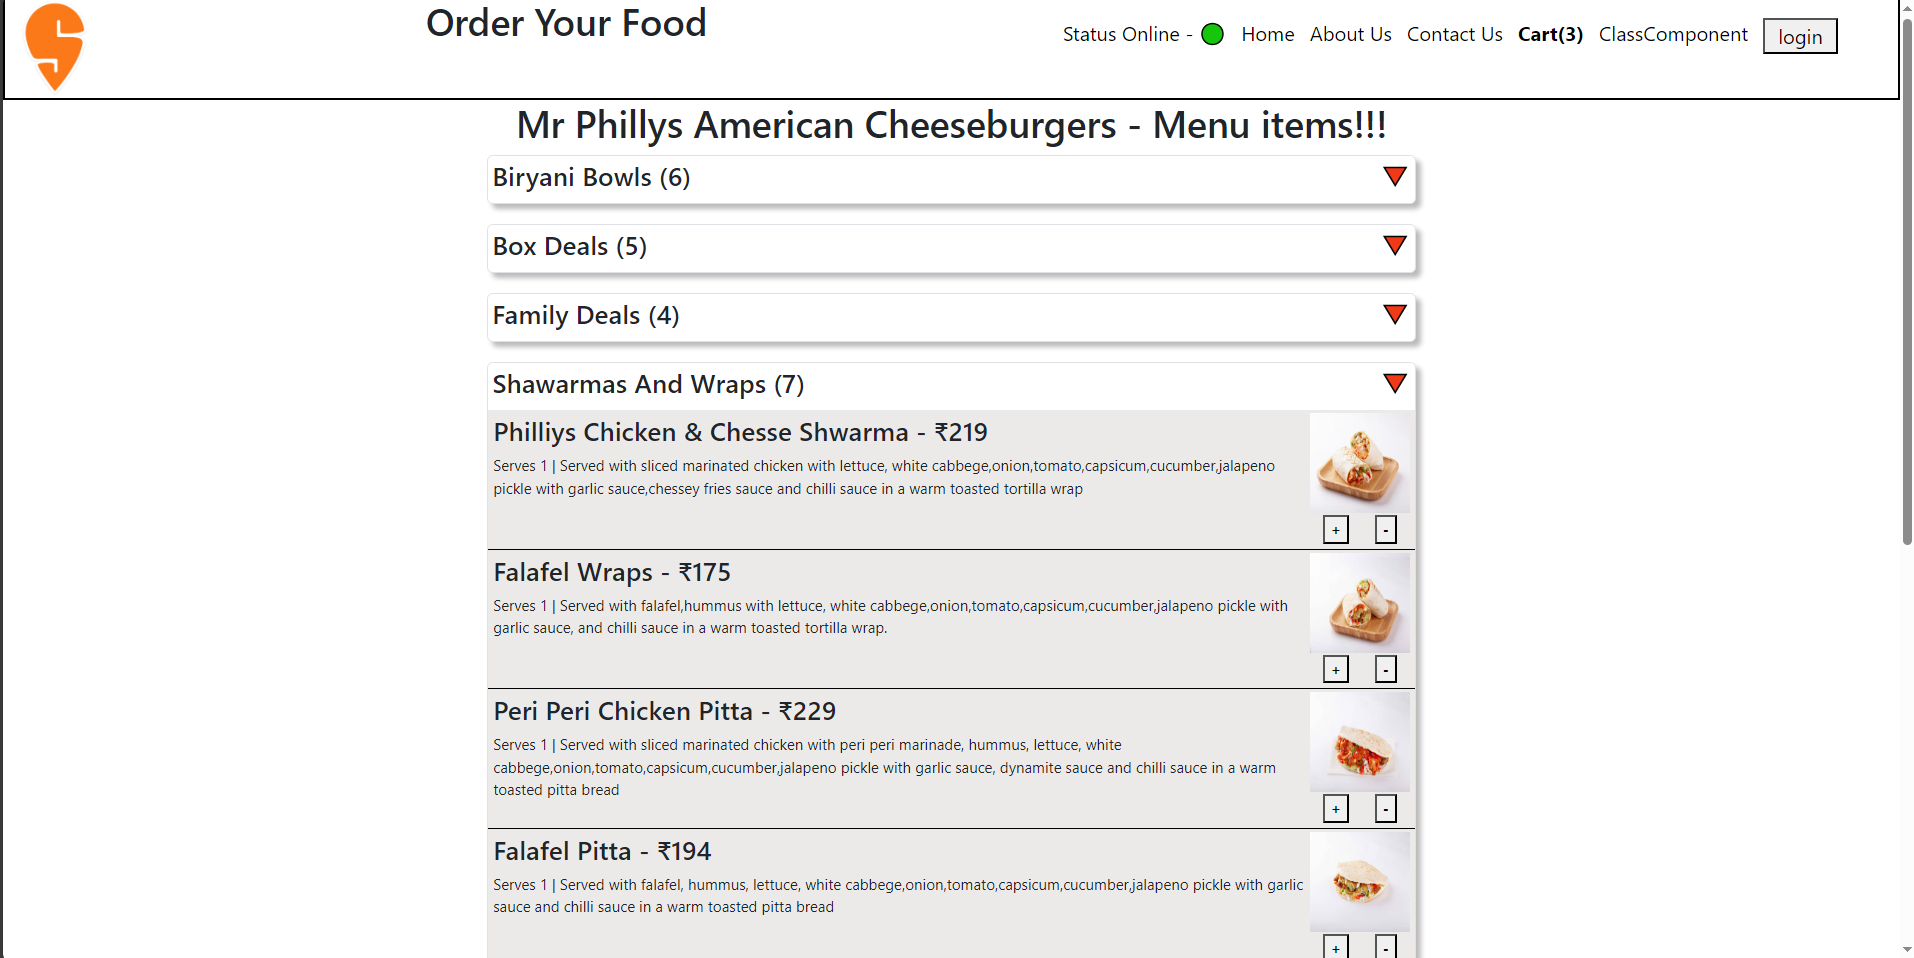 Order Your Food
Status Online - Home About Us Contact Us Cart(3) ClassComponent login
Mr Phillys American Cheeseburgers - Menu items!!!
Biryani Bowls (6)
Box Deals (5)
Family Deals (4)
Shawarmas And Wraps (7)
Philliys Chicken & Chesse Shwarma - ₹219
Serves 1 | Served with sliced marinated chicken with lettuce, white cabbege,onion,tomato,capsicum,cucumber,jalapeno
pickle with garlic sauce,chessey fries sauce and chilli sauce in a warm toasted tortilla wrap
+ -
Falafel Wraps - ₹175
Serves 1 | Served with falafel,hummus with lettuce, white cabbege,onion,tomato,capsicum,cucumber,jalapeno pickle with
garlic sauce, and chilli sauce in a warm toasted tortilla wrap.
+ -
Peri Peri Chicken Pitta - ₹229
Serves 1 | Served with sliced marinated chicken with peri peri marinade, hummus, lettuce, white
cabbege,onion,tomato,capsicum,cucumber,jalapeno pickle with garlic sauce, dynamite sauce and chilli sauce in a warm
toasted pitta bread
+ -
Falafel Pitta - ₹194
Serves 1 | Served with falafel, hummus, lettuce, white cabbege,onion,tomato,capsicum,cucumber,jalapeno pickle with garlic
sauce and chilli sauce in a warm toasted pitta bread
+ -